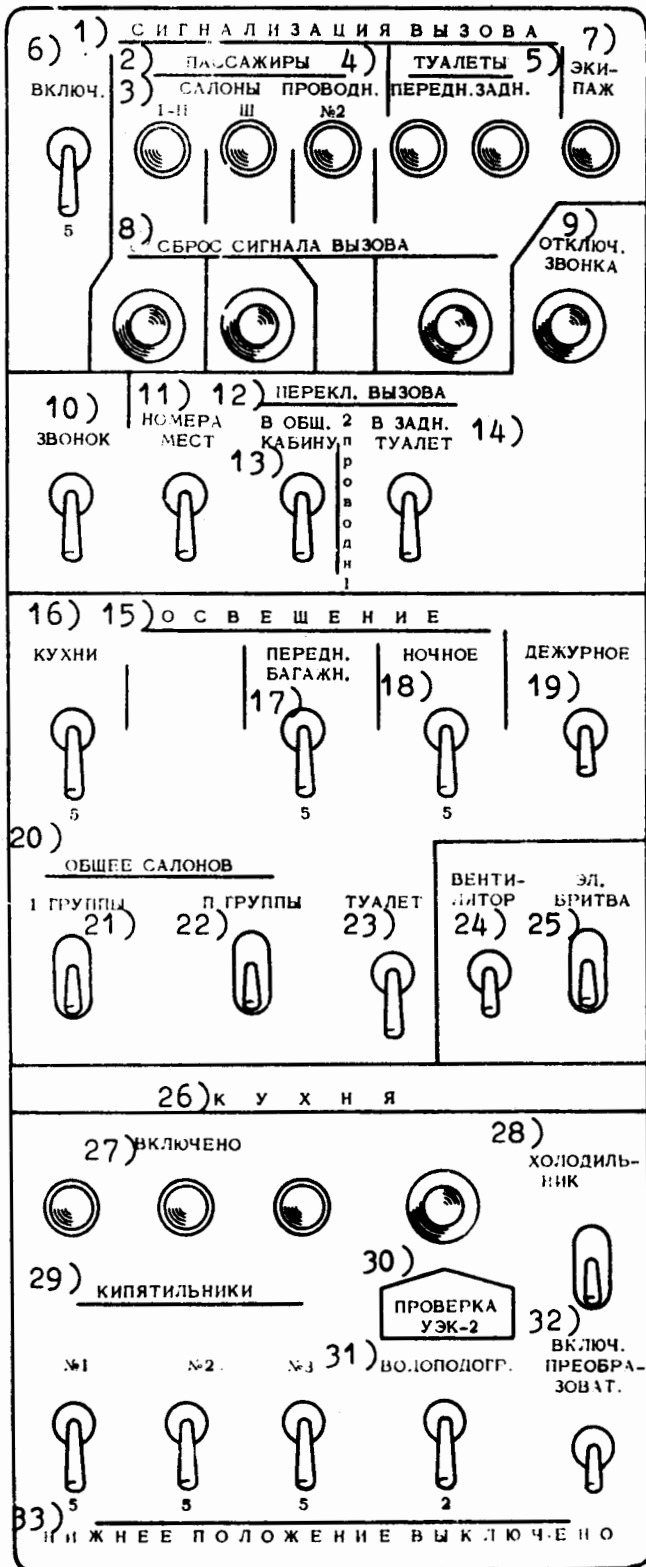 1) СИГНАЛИЗАЦИЯ ВЫЗОВА
6) 2) ПАССАЖИРЫ 4) ТУАЛЕТЫ 5) 7)
ВКЛЮЧ. 3) САЛОНЫ ПРОВОДН. ПЕРЕДН. ЗАДН. ЭКИ-
I-II III №2 ПАЖ
5
8) СБРОС СИГНАЛА ВЫЗОВА 9) ОТКЛЮЧ.
ЗВОНКА
10) 11) 12) ПЕРЕКЛ. ВЫЗОВА
ЗВОНОК НОМЕРА В ОБЩ. 2 В ЗАДН. 14)
МЕСТ КАБИНУ ТУАЛЕТ
13)
проводн 1
16) 15) ОСВЕЩЕНИЕ
КУХНИ ПЕРЕДН. НОЧНОЕ ДЕЖУРНОЕ
БАГАЖН.
17) 18) 19)
5 5 5
20)
ОБЩЕЕ САЛОНОВ
I ГРУППЫ П ГРУППЫ ТУАЛЕТ ВЕНТИ- ЭЛ.
ЛЯТОР БРИТВА
21) 22) 23) 24) 25)
26) КУХНЯ
27) ВКЛЮЧЕНО 28)
ХОЛОДИЛЬ-
НИК
29) КИПЯТИЛЬНИКИ 30)
ПРОВЕРКА
УЭК-2
32)
№1 №2 №3 31) ВОДОПОДОГР. ВКЛЮЧ.
ПРЕОБРА-
ЗОВАТ.
5 5 5 2
33) НИЖНЕЕ ПОЛОЖЕНИЕ ВЫКЛЮЧЕНО